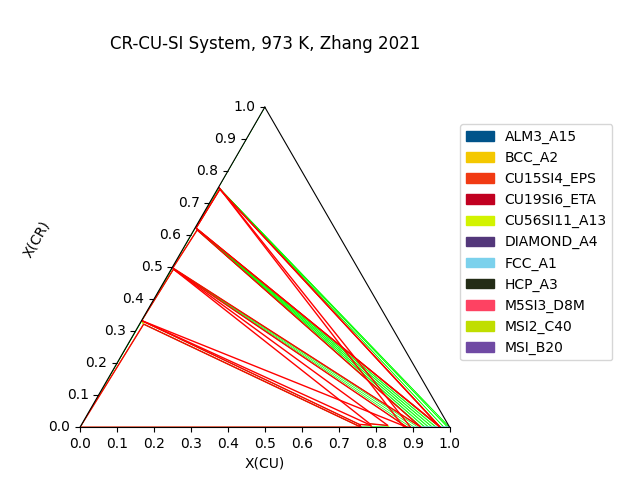 CR-CU-SI System, 973 K, Zhang 2021
1.0
0.9
0.8
0.7
0.6
0.5
0.4
0.3
0.2
0.1
0.0
X(CR)
0.0 0.1 0.2 0.3 0.4 0.5 0.6 0.7 0.8 0.9 1.0
X(CU)
ALM3_A15
BCC_A2
CU15SI4_EPS
CU19SI6_ETA
CU56SI11_A13
DIAMOND_A4
FCC_A1
HCP_A3
M5SI3_D8M
MSI2_C40
MSI_B20